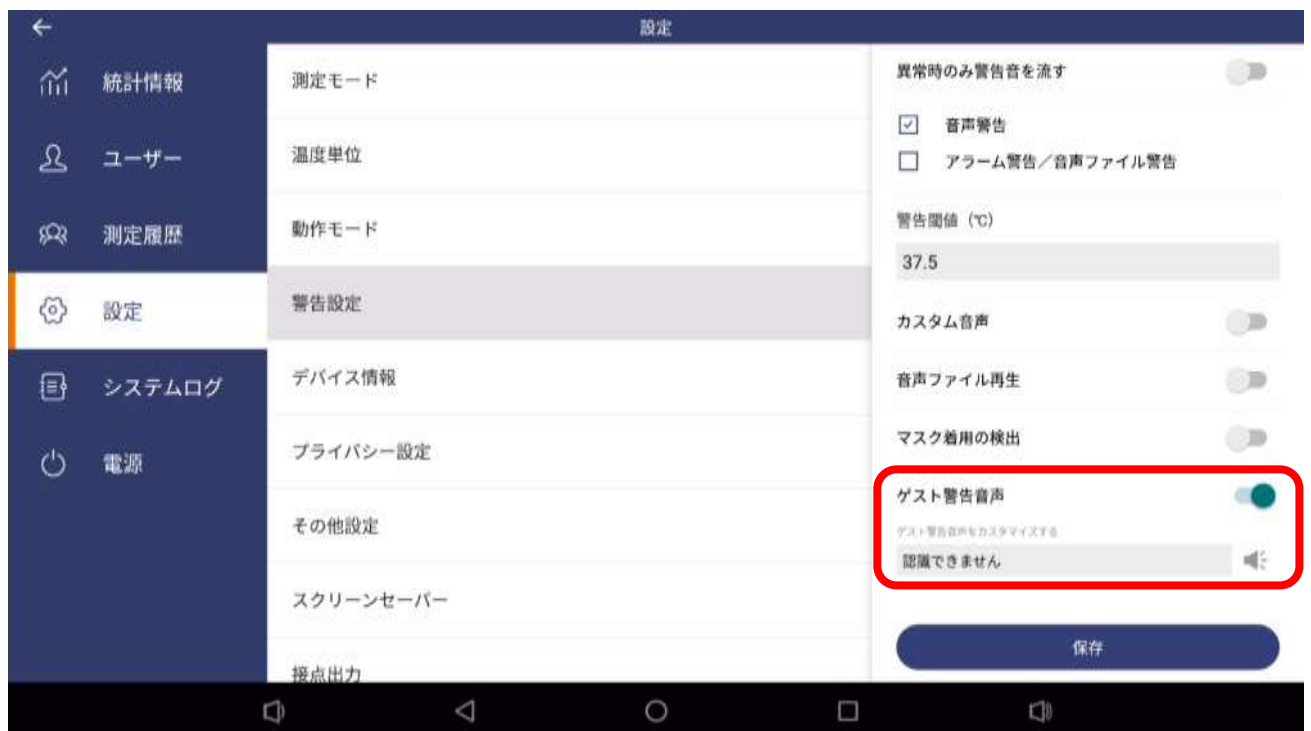 設定
統計情報
ユーザー
測定履歴
設定
システムログ
電源
測定モード
温度単位
動作モード
警告設定
デバイス情報
プライバシー設定
その他設定
スクリーンセーバー
接点出力
異常時のみ警告音を流す
音声警告
アラーム警告／音声ファイル警告
警告閾値（℃）
37.5
カスタム音声
音声ファイル再生
マスク着用の検出
ゲスト警告音声
ゲスト警告音声をカスタマイズする
認識できません
保存